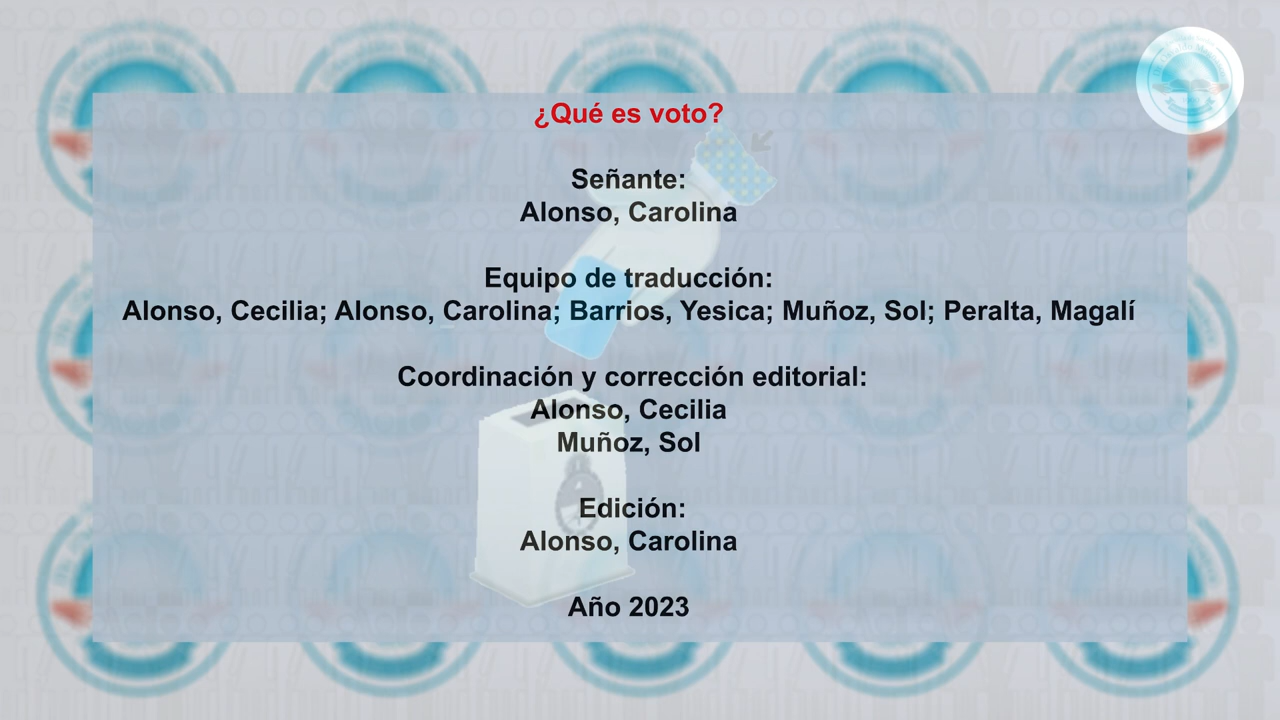 ¿Qué es voto?
Señante:
Alonso, Carolina
Equipo de traducción:
Alonso, Cecilia; Alonso, Carolina; Barrios, Yesica; Muñoz, Sol; Peralta, Magalí
Coordinación y corrección editorial:
Alonso, Cecilia
Muñoz, Sol
Edición:
Alonso, Carolina
Año 2023